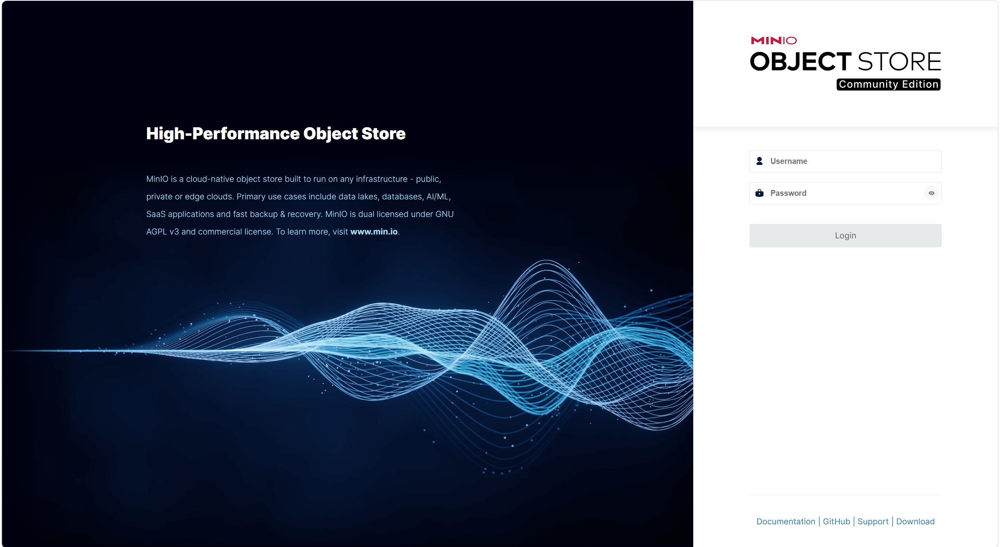 High-Performance Object Store
MinIO is a cloud-native object store built to run on any infrastructure - public,
private or edge clouds. Primary use cases include data lakes, databases, AI/ML,
SaaS applications and fast backup & recovery. MinIO is dual licensed under GNU
AGPL v3 and commercial license. To learn more, visit www.min.io.
MINIO
OBJECT STORE
Community Edition
Username
Password
Login
Documentation | GitHub | Support | Download